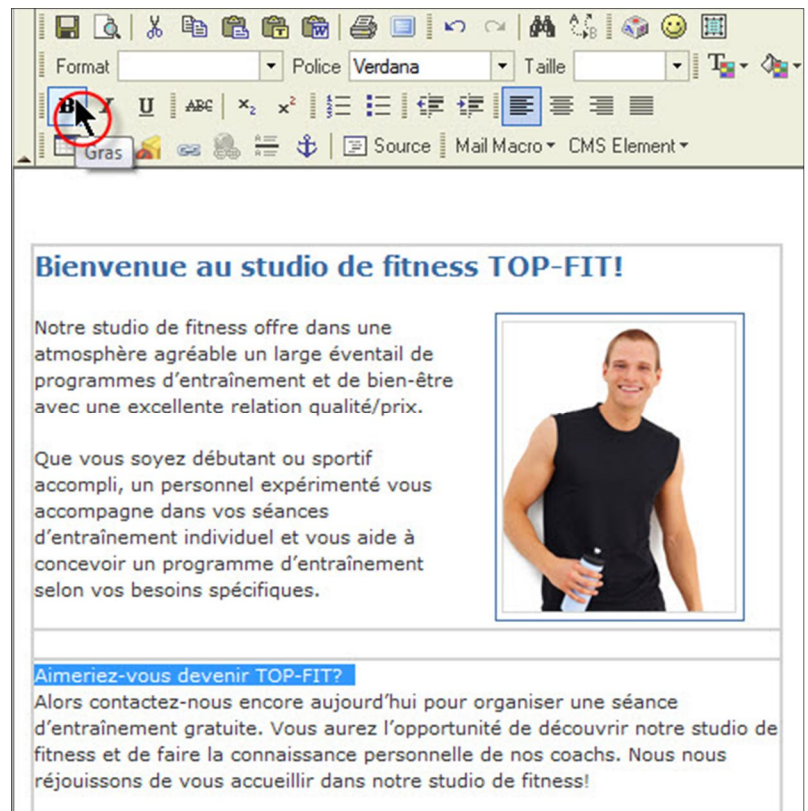 Format Police Verdana Taille
B I U ABC x₂ x²
Gras Source Mail Macro CMS Element
Bienvenue au studio de fitness TOP-FIT!
Notre studio de fitness offre dans une
atmosphère agréable un large éventail de
programmes d’entraînement et de bien-être
avec une excellente relation qualité/prix.
Que vous soyez débutant ou sportif
accompli, un personnel expérimenté vous
accompagne dans vos séances
d’entraînement individuel et vous aide à
concevoir un programme d’entraînement
selon vos besoins spécifiques.
Aimeriez-vous devenir TOP-FIT?
Alors contactez-nous encore aujourd’hui pour organiser une séance
d’entraînement gratuite. Vous aurez l’opportunité de découvrir notre studio de
fitness et de faire la connaissance personnelle de nos coachs. Nous nous
réjouissons de vous accueillir dans notre studio de fitness!